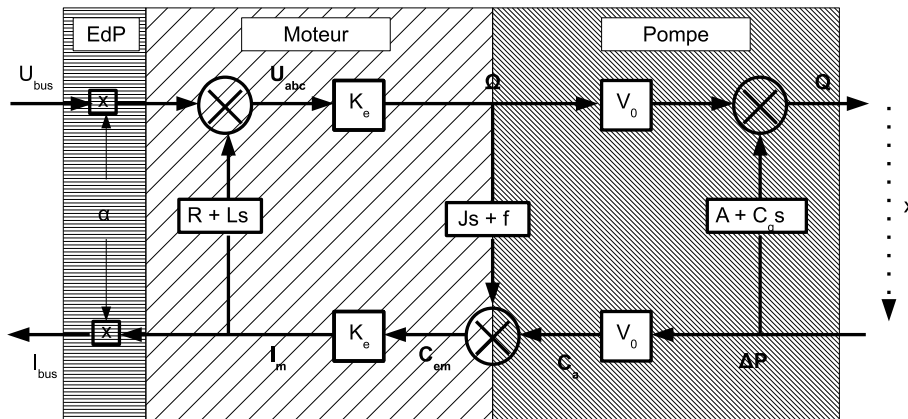 EdP
Moteur
Pompe
U bus
U abc
Ω
Q
x
K e
V 0
α
R + Ls
Js + f
A + C q s
x
x
K e
V 0
I bus
I m
C em
C a
ΔP